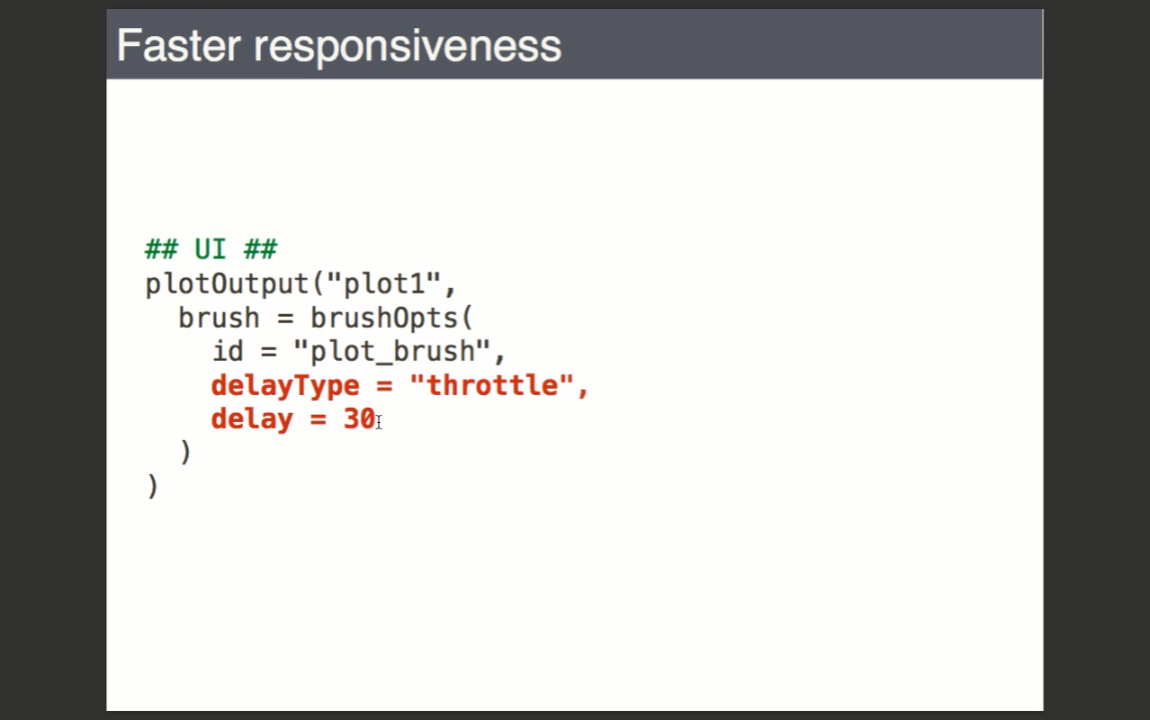 Faster responsiveness
## UI ##
plotOutput("plot1",
  brush = brushOpts(
    id = "plot_brush",
    delayType = "throttle",
    delay = 30
  )
)